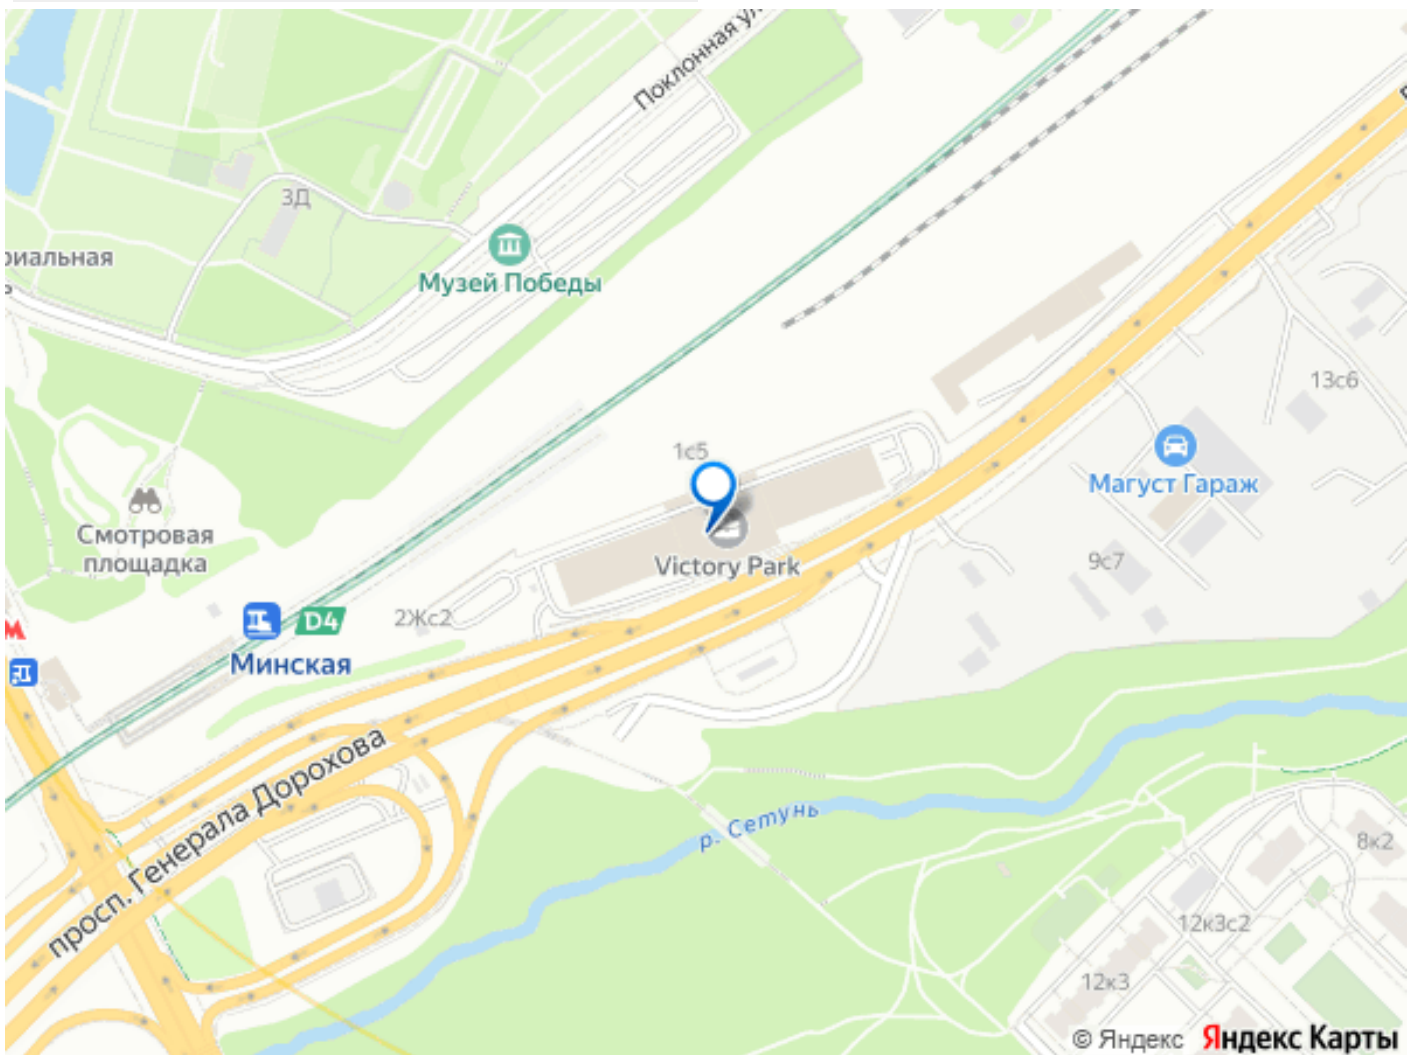 Поклонная ул
3Д
риальная
Музей Победы
13с6
1с5
Магуст Гараж
Смотровая
площадка
Victory Park
9с7
2Жс2
D4
М
Минская
просп. Генерала Дорохова
р. Сетунь
8к2
12к3с2
12к3
© Яндекс Яндекс Карты